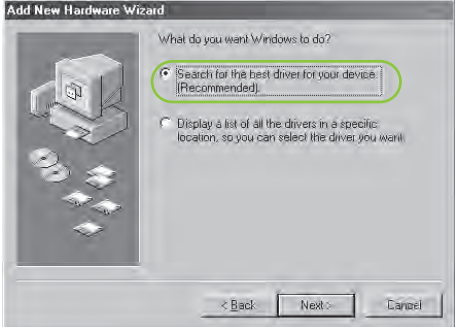 Add New Hardware Wizard
What do you want Windows to do?
Search for the best driver for your device.
(Recommended).
Display a list of all the drivers in a specific
location, so you can select the driver you want.
< Back
Next >
Cancel